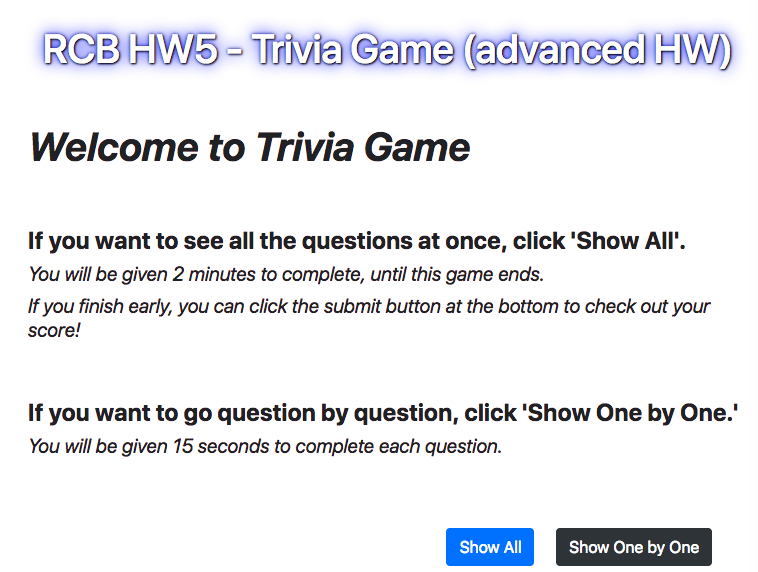 RCB HW5 - Trivia Game (advanced HW)
Welcome to Trivia Game
If you want to see all the questions at once, click 'Show All'.
You will be given 2 minutes to complete, until this game ends.
If you finish early, you can click the submit button at the bottom to check out your
score!
If you want to go question by question, click 'Show One by One.'
You will be given 15 seconds to complete each question.
Show All
Show One by One